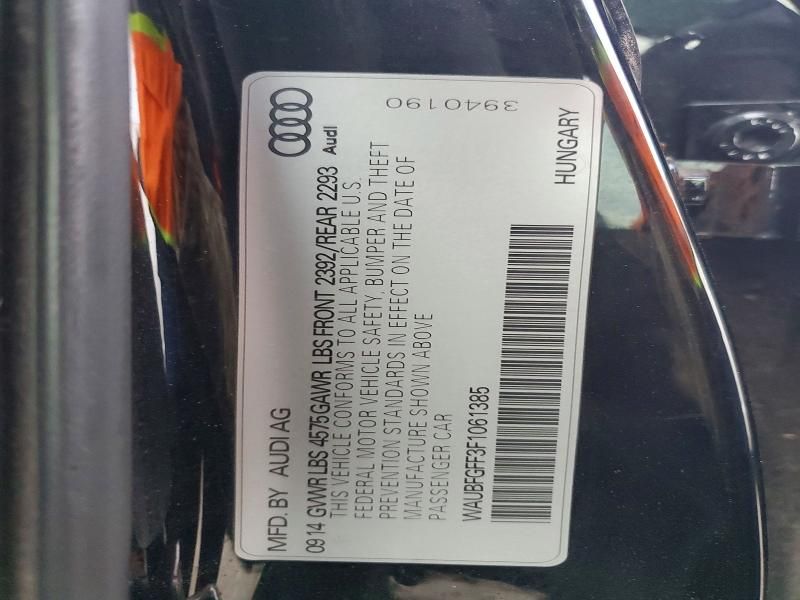 Audi
MFD. BY AUDI AG
09 14 GVWR LBS 4575 GAWR LBS FRONT 2392/REAR 2293
THIS VEHICLE CONFORMS TO ALL APPLICABLE U.S.
FEDERAL MOTOR VEHICLE SAFETY, BUMPER AND THEFT
PREVENTION STANDARDS IN EFFECT ON THE DATE OF
MANUFACTURE SHOWN ABOVE
PASSENGER CAR
WAUBFGFF3F1061385
HUNGARY
3940190